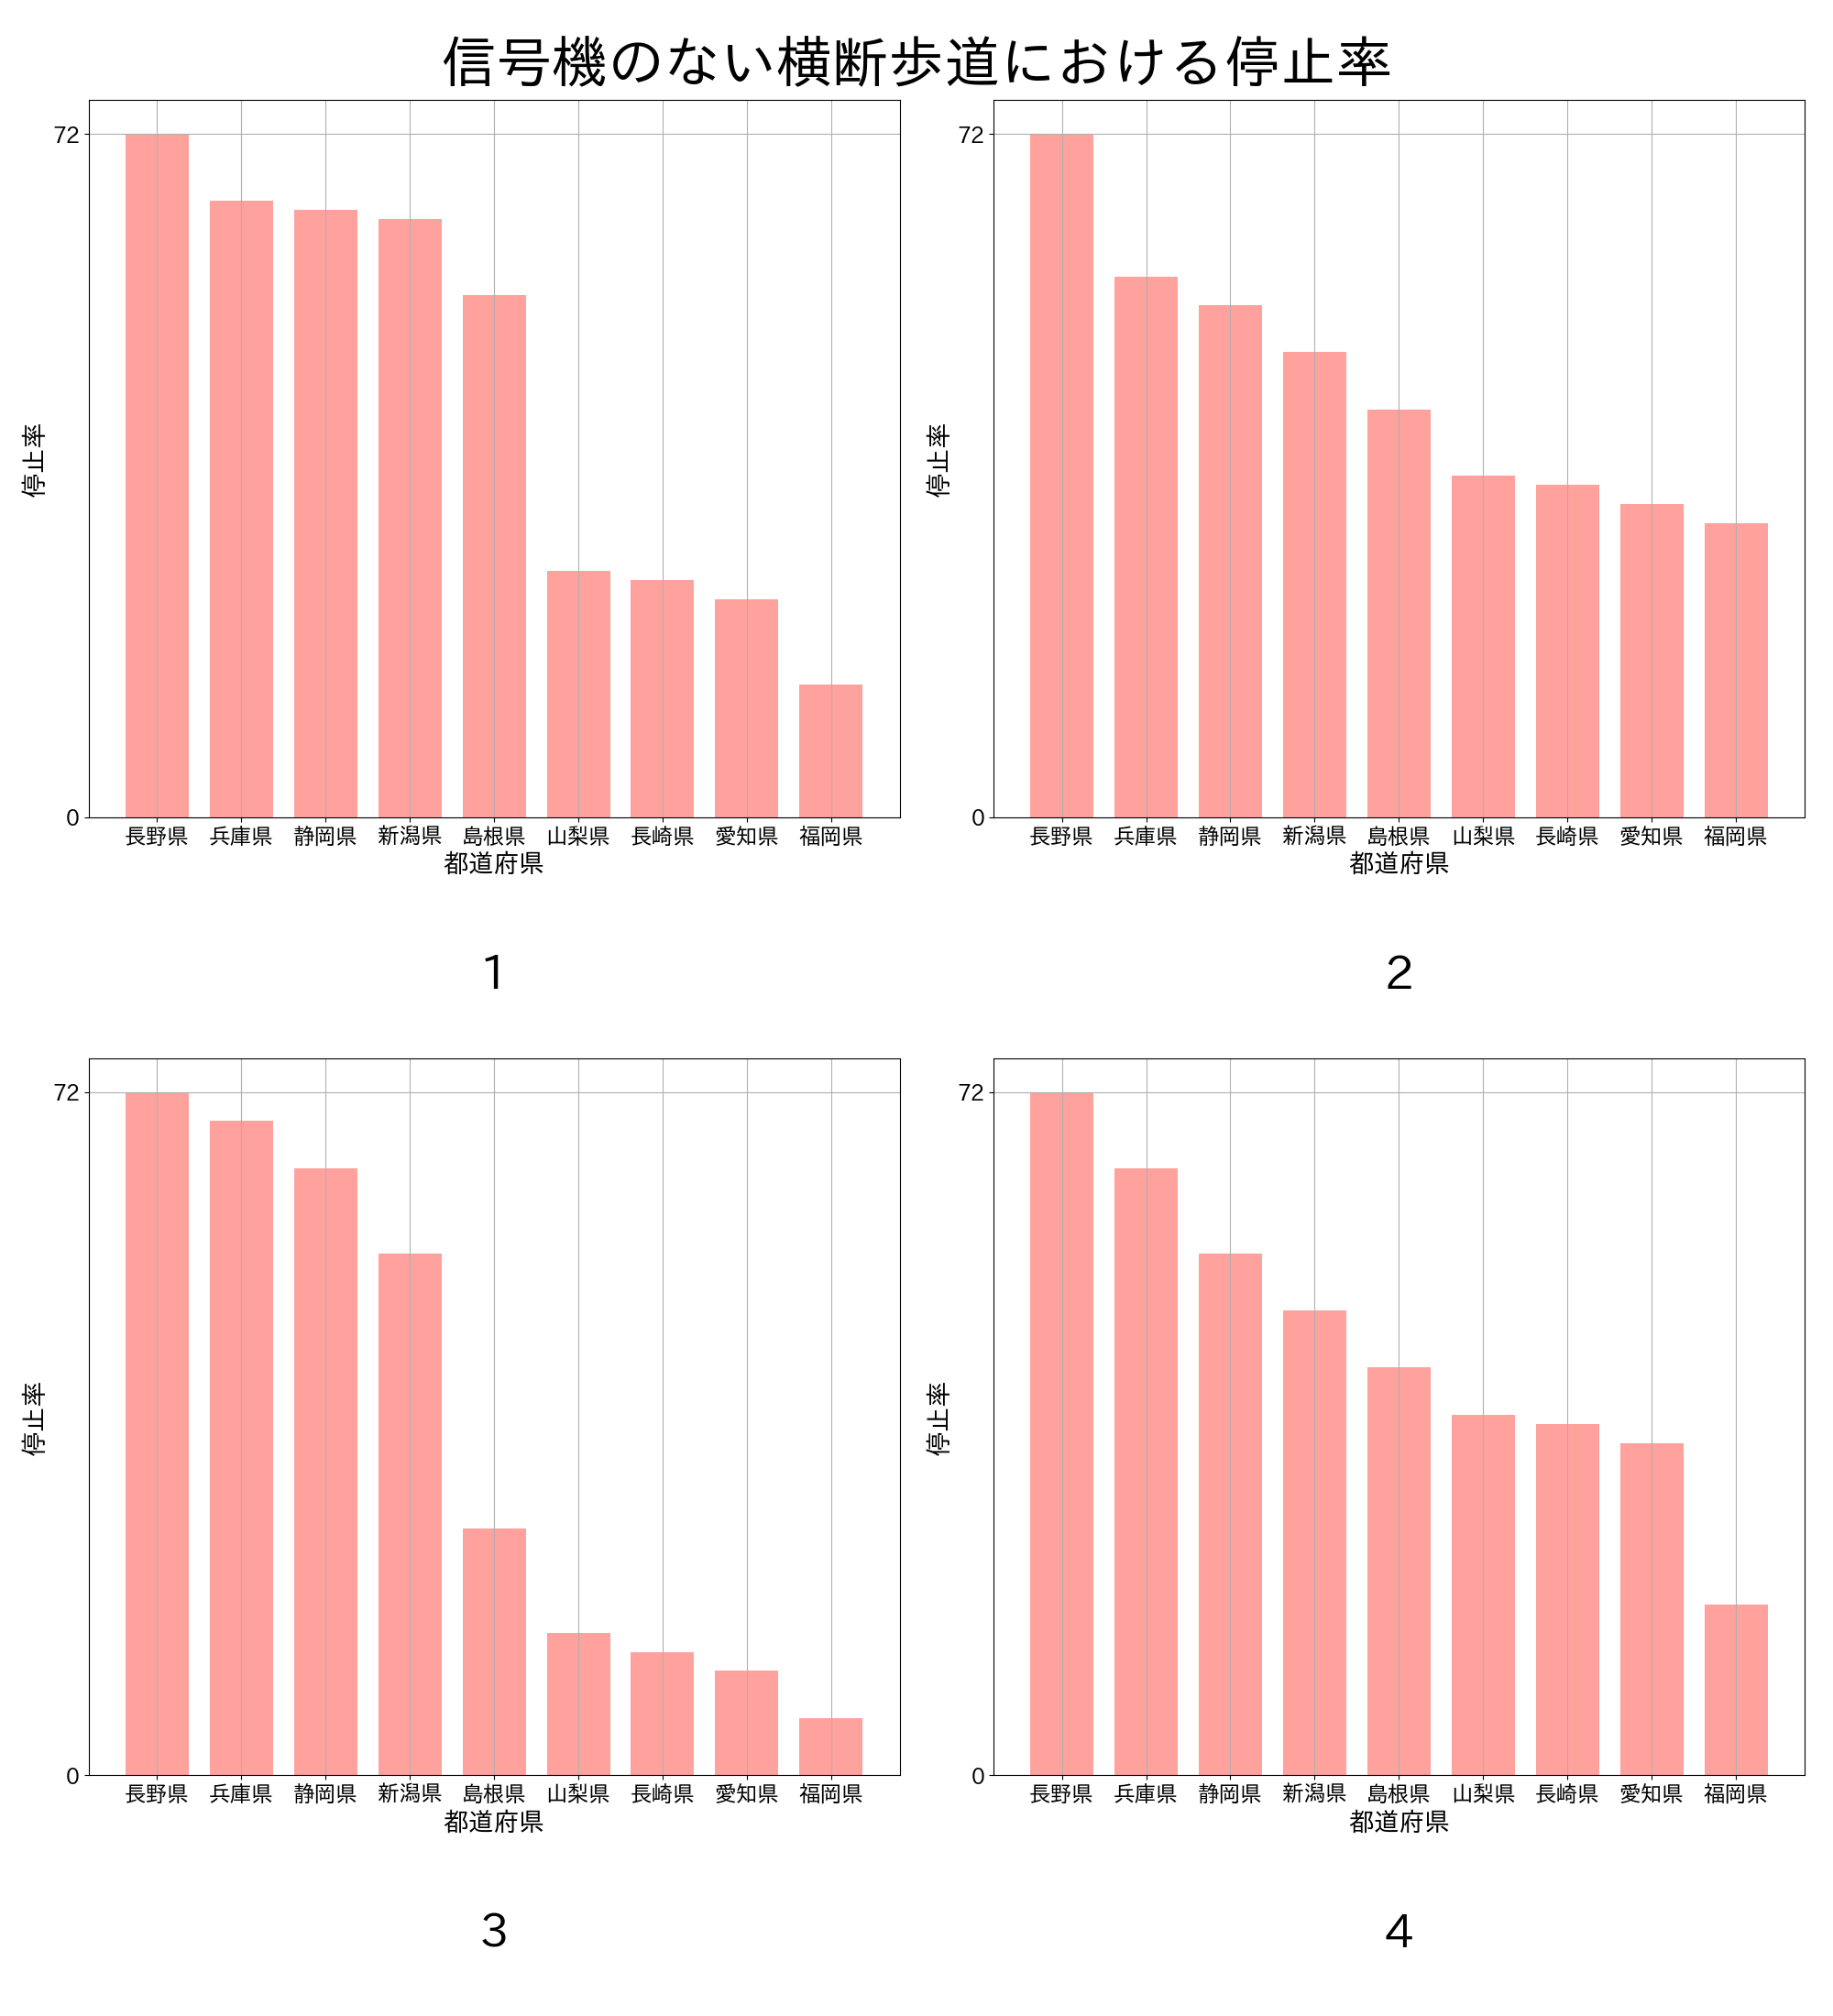 信号機のない横断歩道における停止率
72
0
停止率
長野県 兵庫県 静岡県 新潟県 島根県 山梨県 長崎県 愛知県 福岡県
都道府県
1
72
0
停止率
長野県 兵庫県 静岡県 新潟県 島根県 山梨県 長崎県 愛知県 福岡県
都道府県
2
72
0
停止率
長野県 兵庫県 静岡県 新潟県 島根県 山梨県 長崎県 愛知県 福岡県
都道府県
3
72
0
停止率
長野県 兵庫県 静岡県 新潟県 島根県 山梨県 長崎県 愛知県 福岡県
都道府県
4